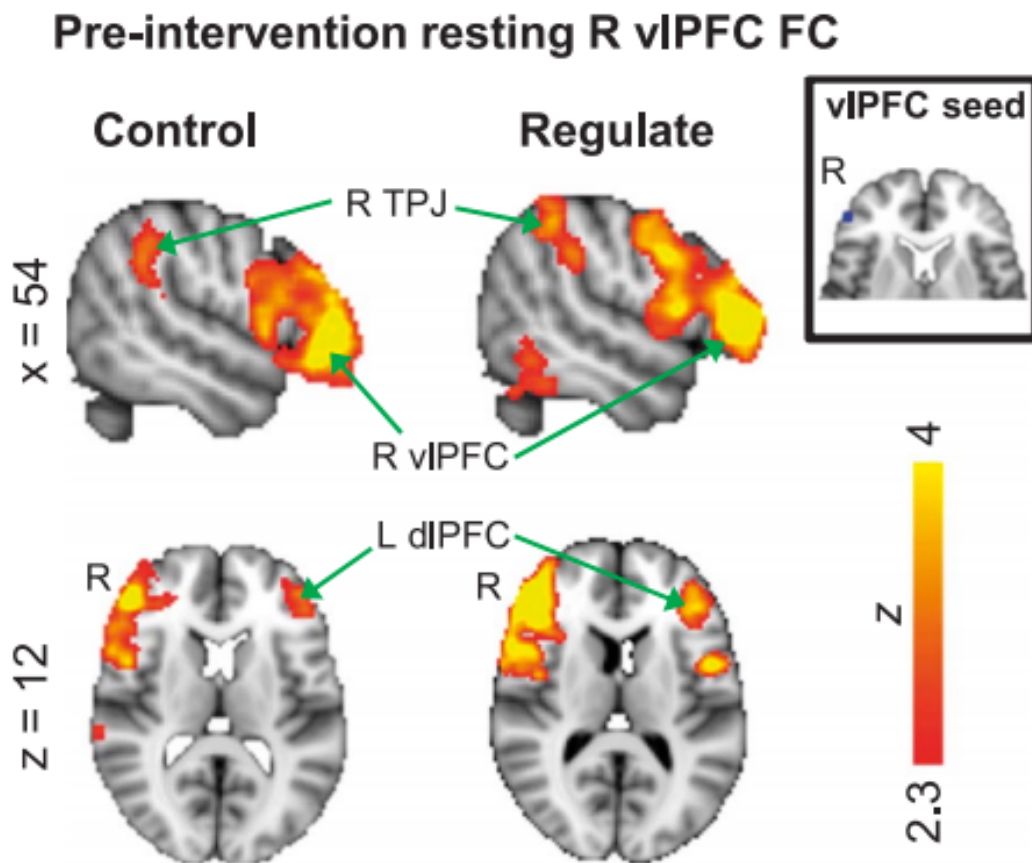 Pre-intervention resting R vlPFC FC
Control
Regulate
vlPFC seed
R
R TPJ
x = 54
R vlPFC
L dlPFC
R
R
z = 12
4
z
2.3